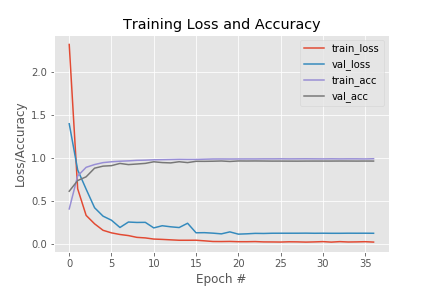 Training Loss and Accuracy
train_loss
val_loss
train_acc
val_acc
Loss/Accuracy
2.0
1.5
1.0
0.5
0.0
0 5 10 15 20 25 30 35
Epoch #